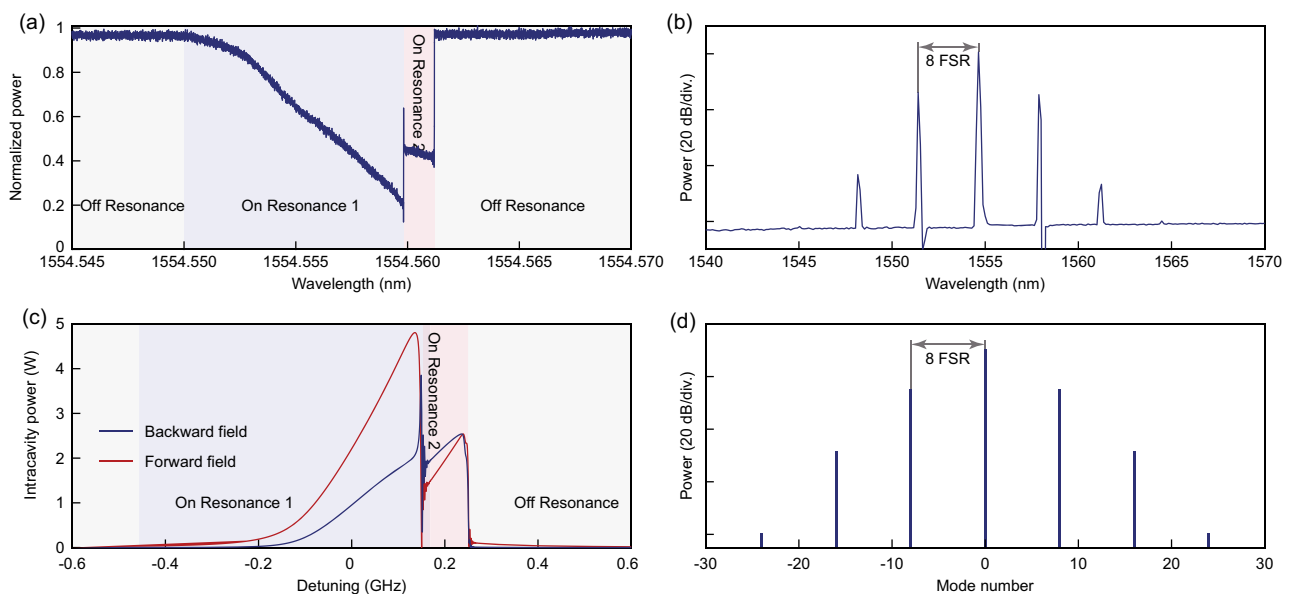 (a)
Normalized power
1
0.8
0.6
0.4
0.2
0
Off Resonance
On Resonance 1
On Resonance 2
Off Resonance
1554.545
1554.550
1554.555
1554.560
1554.565
1554.570
Wavelength (nm)
(b)
Power (20 dB/div.)
8 FSR
1540
1545
1550
1555
1560
1565
1570
Wavelength (nm)
(c)
Intracavity power (W)
5
4
3
2
1
0
Backward field
Forward field
On Resonance 1
On Resonance 2
Off Resonance
-0.6
-0.4
-0.2
0
0.2
0.4
0.6
Detuning (GHz)
(d)
Power (20 dB/div.)
8 FSR
-30
-20
-10
0
10
20
30
Mode number